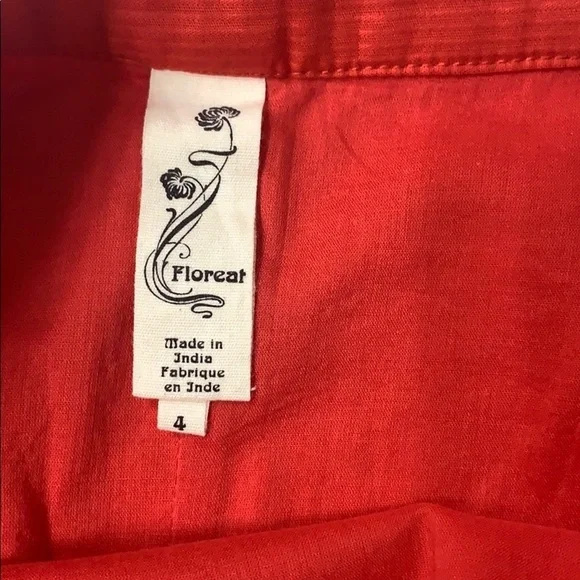 Floreat
Made in
India
Fabrique
en Inde
4